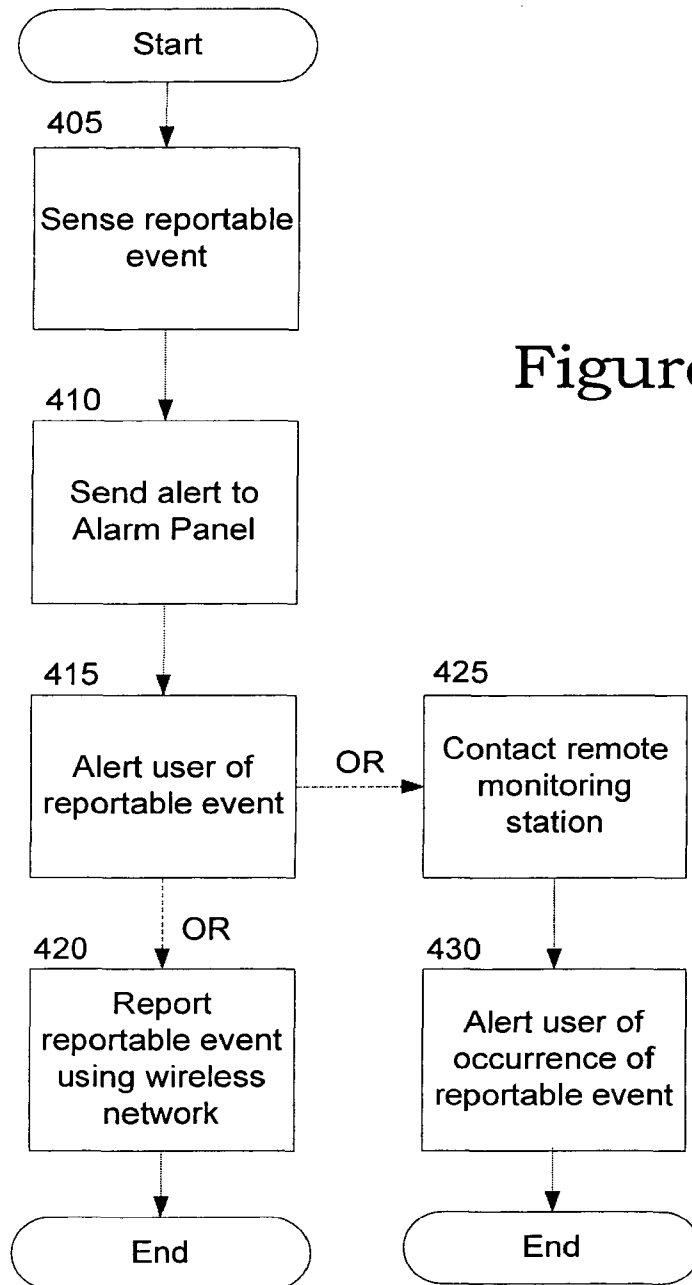 Start
405
Sense reportable
event
Figure
410
Send alert to
Alarm Panel
415
Alert user of
reportable event
OR
425
Contact remote
monitoring
station
OR
420
Report
reportable event
using wireless
network
430
Alert user of
occurrence of
reportable event
End
End